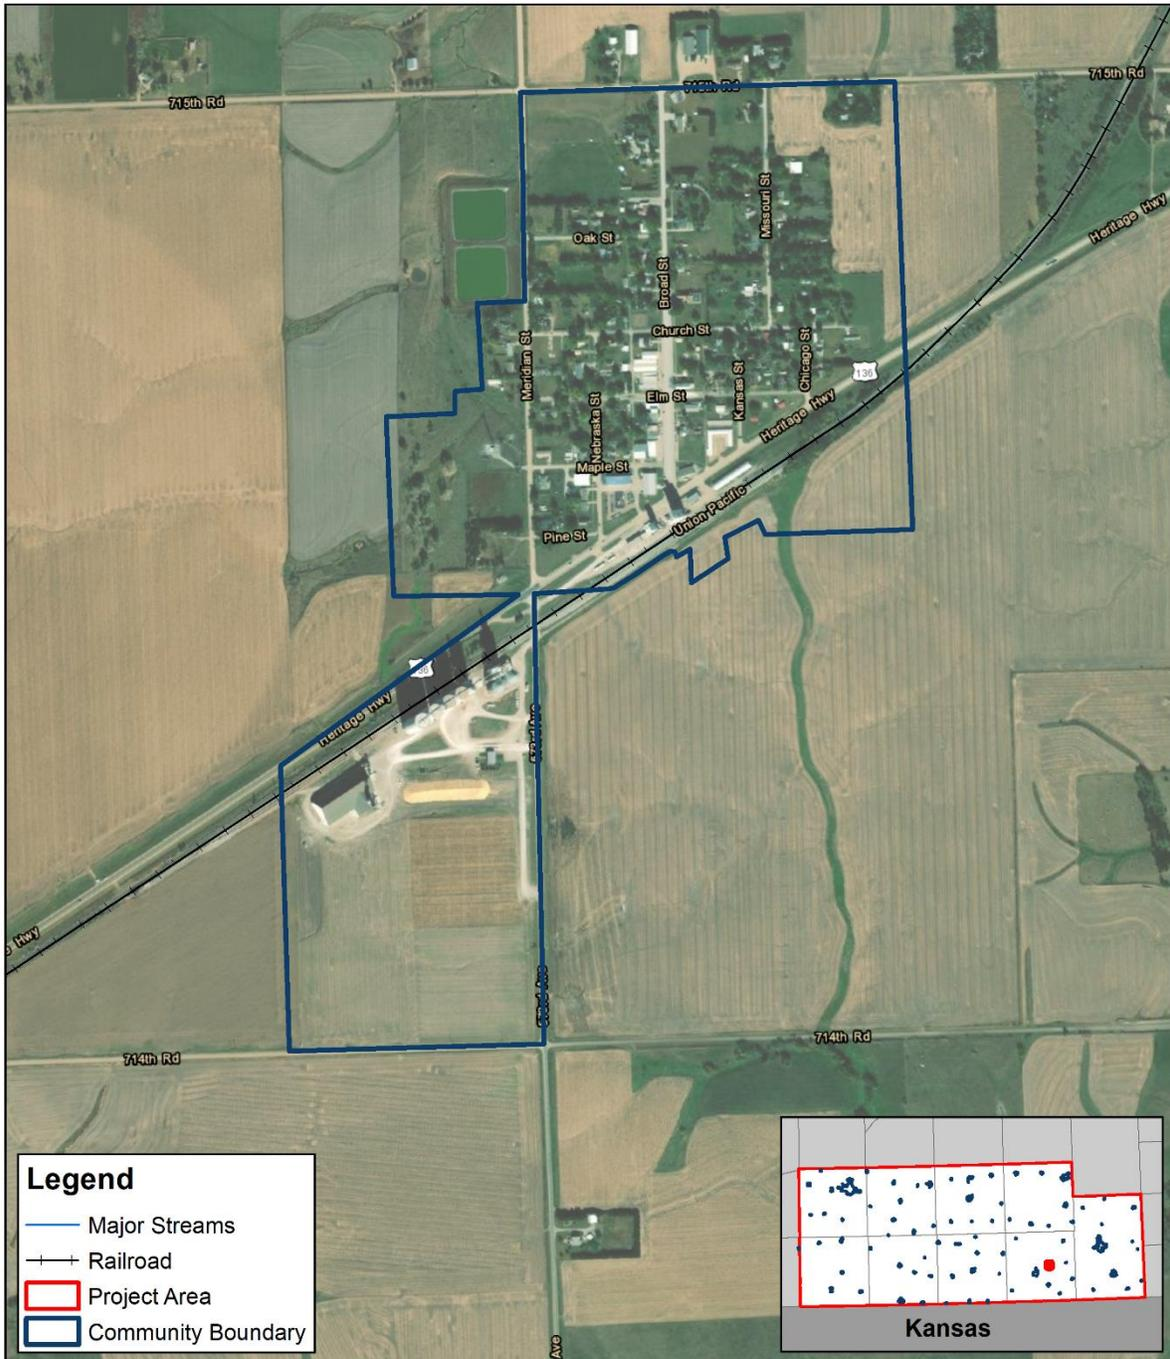 715th Rd
715th Rd
715th Rd
Heritage Hwy
Missouri St
Oak St
Broad St
Church St
Meridian St
Chicago St
136
Kansas St
Elm St
Nebraska St
Heritage Hwy
Maple St
Union Pacific
Pine St
Heritage Hwy
Hwy
714th Rd
714th Rd
Ave
Legend
Major Streams
Railroad
Project Area
Community Boundary
Kansas